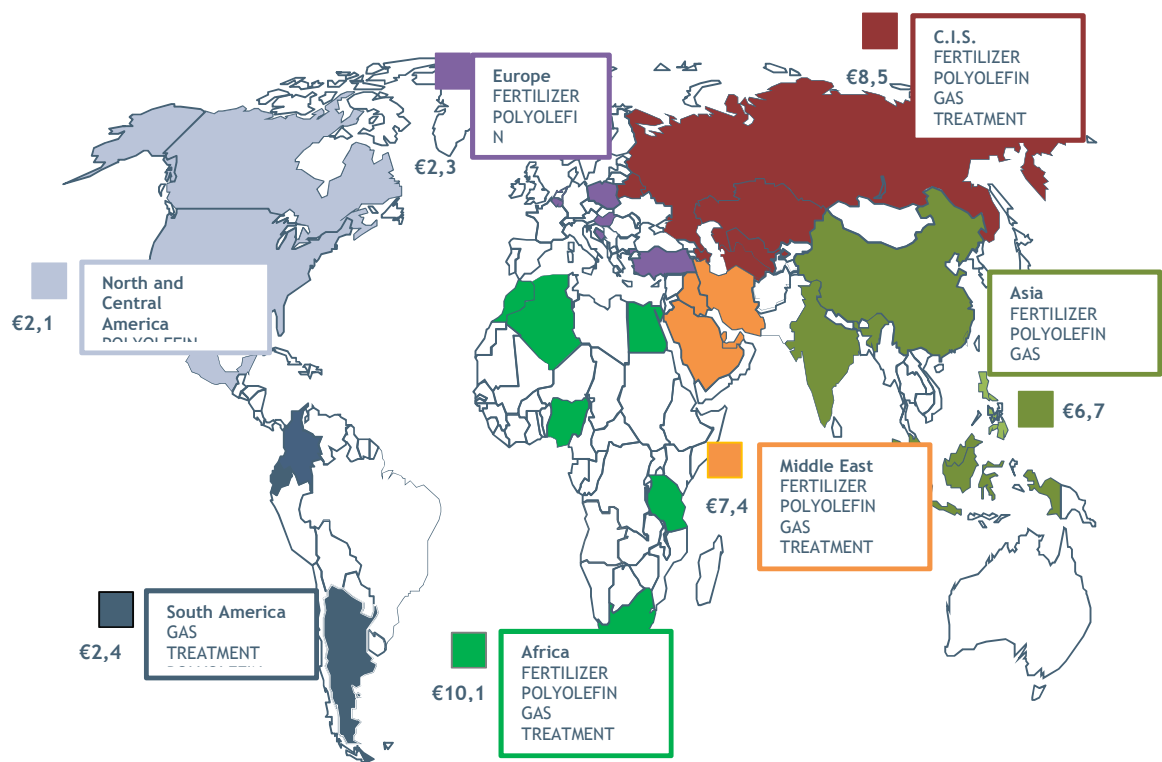 C.I.S.
FERTILIZER
POLYOLEFIN
GAS
TREATMENT
€8,5
Europe
FERTILIZER
POLYOLEFI
N
€2,3
North and
Central
America
POLYOLEFIN
€2,1
Asia
FERTILIZER
POLYOLEFIN
GAS
€6,7
Middle East
FERTILIZER
POLYOLEFIN
GAS
TREATMENT
€7,4
South America
GAS
TREATMENT
€2,4
Africa
FERTILIZER
POLYOLEFIN
GAS
TREATMENT
€10,1